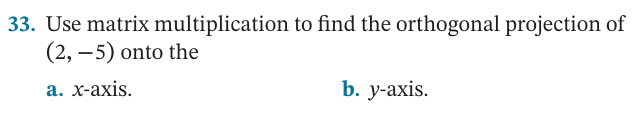 33. Use matrix multiplication to find the orthogonal projection of
(2, −5) onto the
a. x-axis. b. y-axis.